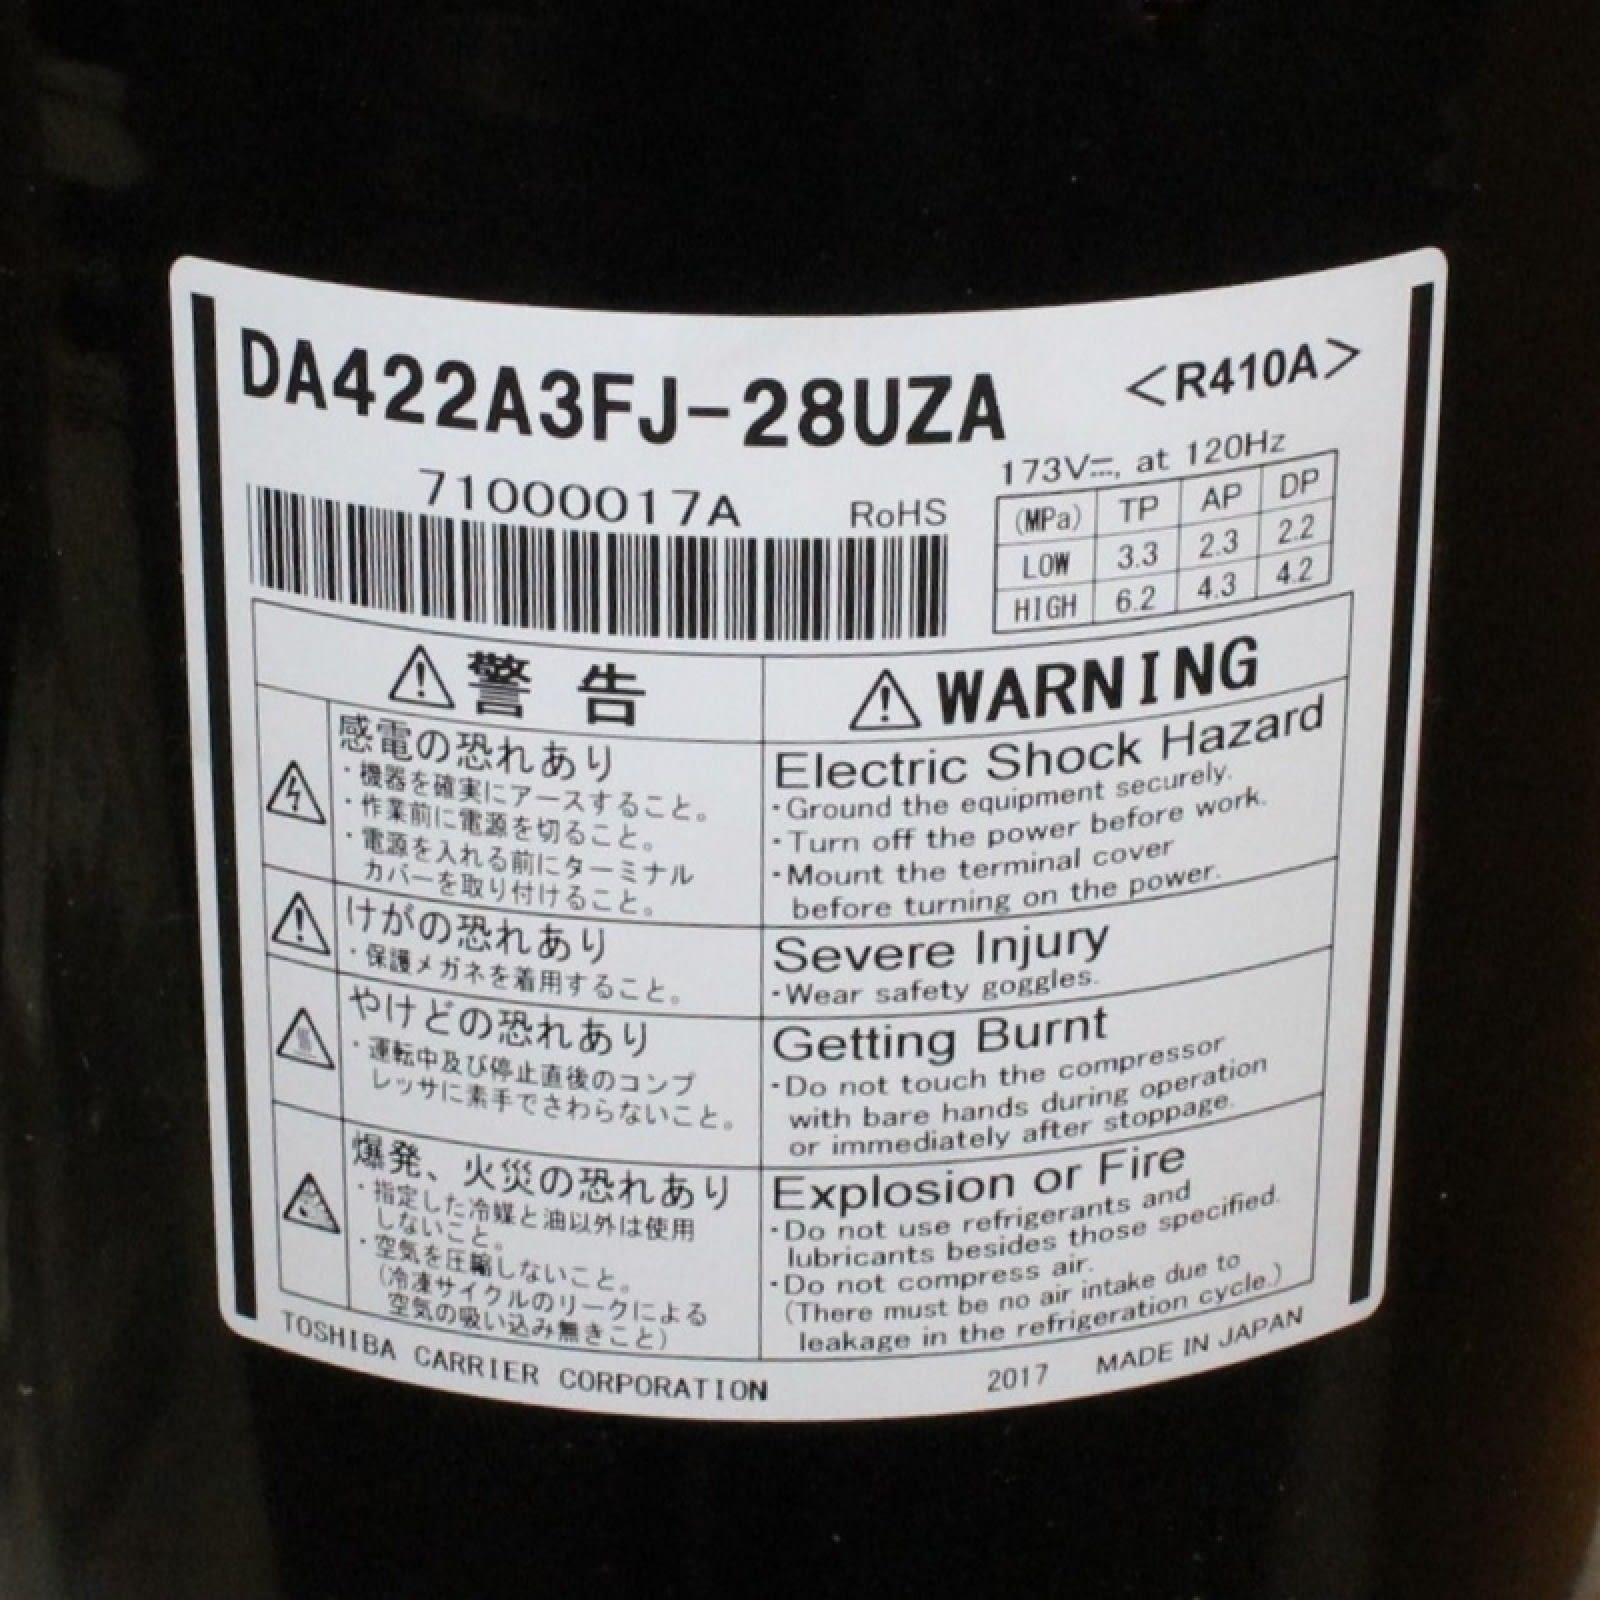 DA422A3FJ-28UZA
<R410A>
71000017A
RoHS
173V⎓, at 120Hz
(MPa) TP AP DP
LOW 3.3 2.3 2.2
HIGH 6.2 4.3 4.2
⚠警告
感電の恐れあり
・機器を確実にアースすること。
・作業前に電源を切ること。
・電源を入れる前にターミナル
カバーを取り付けること。
けがの恐れあり
・保護メガネを着用すること。
やけどの恐れあり
・運転中及び停止直後のコンプ
レッサに素手でさわらないこと。
爆発、火災の恐れあり
・指定した冷媒と油以外は使用
しないこと。
・空気を圧縮しないこと。
(冷凍サイクルのリークによる
空気の吸い込み無きこと)
⚠WARNING
Electric Shock Hazard
・Ground the equipment securely.
・Turn off the power before work.
・Mount the terminal cover
before turning on the power.
Severe Injury
・Wear safety goggles.
Getting Burnt
・Do not touch the compressor
with bare hands during operation
or immediately after stoppage.
Explosion or Fire
・Do not use refrigerants and
lubricants besides those specified.
・Do not compress air.
(There must be no air intake due to
leakage in the refrigeration cycle.)
TOSHIBA CARRIER CORPORATION
2017 MADE IN JAPAN